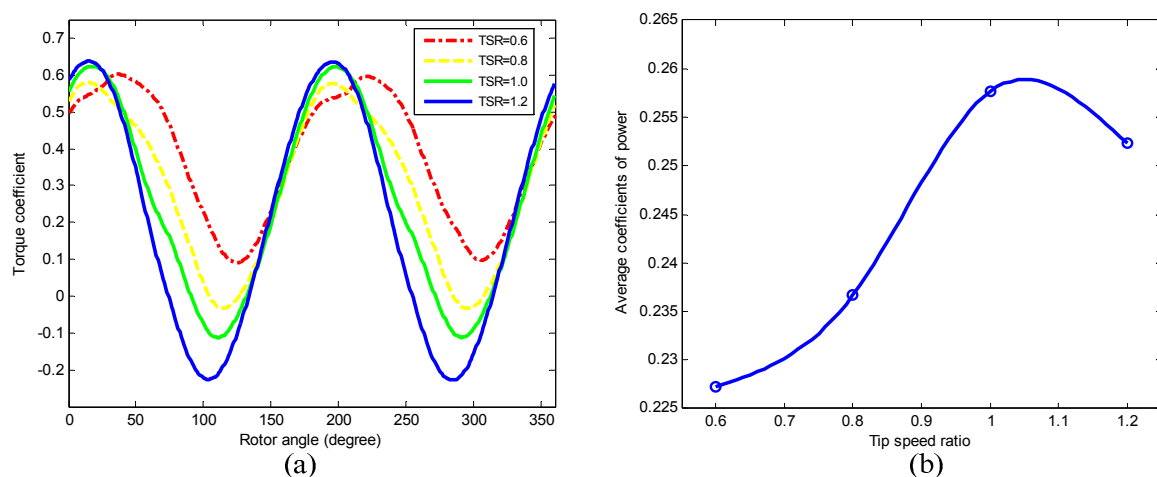 0.7
0.6
0.5
0.4
0.3
0.2
0.1
0
-0.1
-0.2
Torque coefficient
TSR=0.6
TSR=0.8
TSR=1.0
TSR=1.2
0 50 100 150 200 250 300 350
Rotor angle (degree)
(a)
0.265
0.26
0.255
0.25
0.245
0.24
0.235
0.23
0.225
Average coefficients of power
0.6 0.7 0.8 0.9 1 1.1 1.2
Tip speed ratio
(b)